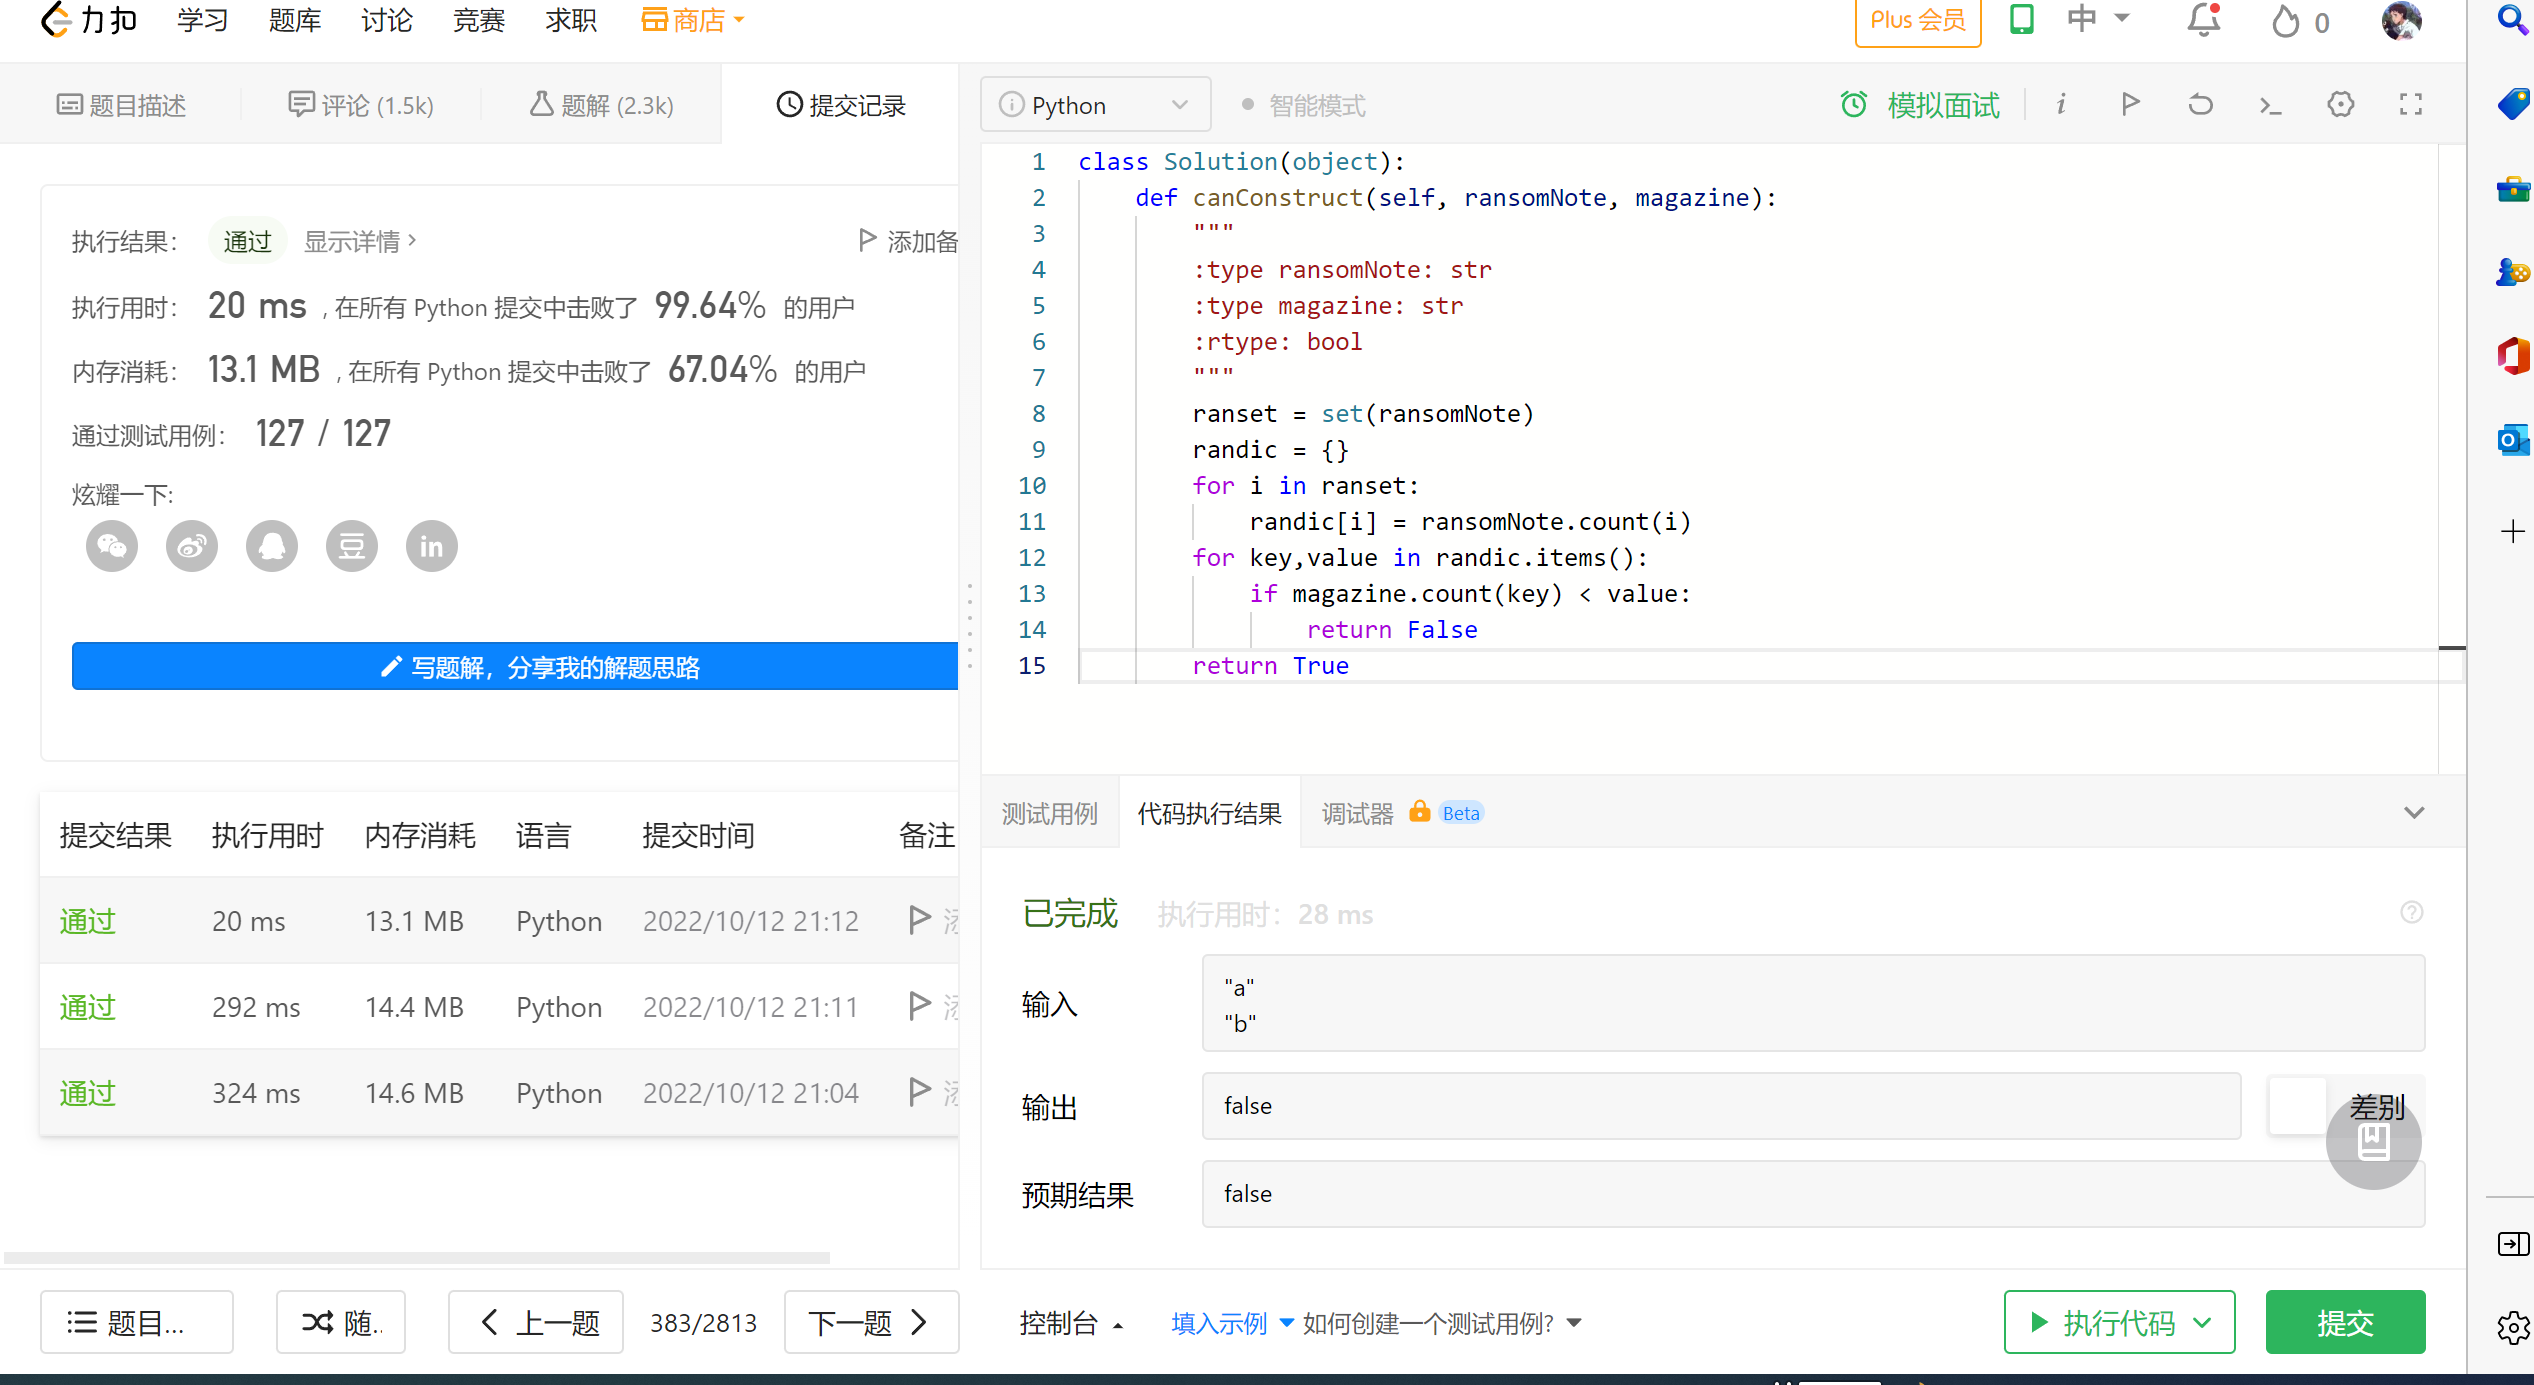 力扣 学习 题库 讨论 竞赛 求职 商店 Plus 会员 中 0
题目描述 评论 (1.5k) 题解 (2.3k) 提交记录
执行结果： 通过 显示详情 > 添加备
执行用时： 20 ms , 在所有 Python 提交中击败了 99.64% 的用户
内存消耗： 13.1 MB , 在所有 Python 提交中击败了 67.04% 的用户
通过测试用例： 127 / 127
炫耀一下:
写题解，分享我的解题思路
提交结果 执行用时 内存消耗 语言 提交时间 备注
通过 20 ms 13.1 MB Python 2022/10/12 21:12
通过 292 ms 14.4 MB Python 2022/10/12 21:11
通过 324 ms 14.6 MB Python 2022/10/12 21:04
题目... 随.. 上一题 383/2813 下一题
Python 智能模式 模拟面试
1 class Solution(object):
2 def canConstruct(self, ransomNote, magazine):
3 """
4 :type ransomNote: str
5 :type magazine: str
6 :rtype: bool
7 """
8 ranset = set(ransomNote)
9 randic = {}
10 for i in ranset:
11 randic[i] = ransomNote.count(i)
12 for key,value in randic.items():
13 if magazine.count(key) < value:
14 return False
15 return True
测试用例 代码执行结果 调试器 Beta
已完成 执行用时：28 ms
输入
"a"
"b"
输出 false 差别
预期结果 false
控制台 填入示例 如何创建一个测试用例? 执行代码 提交